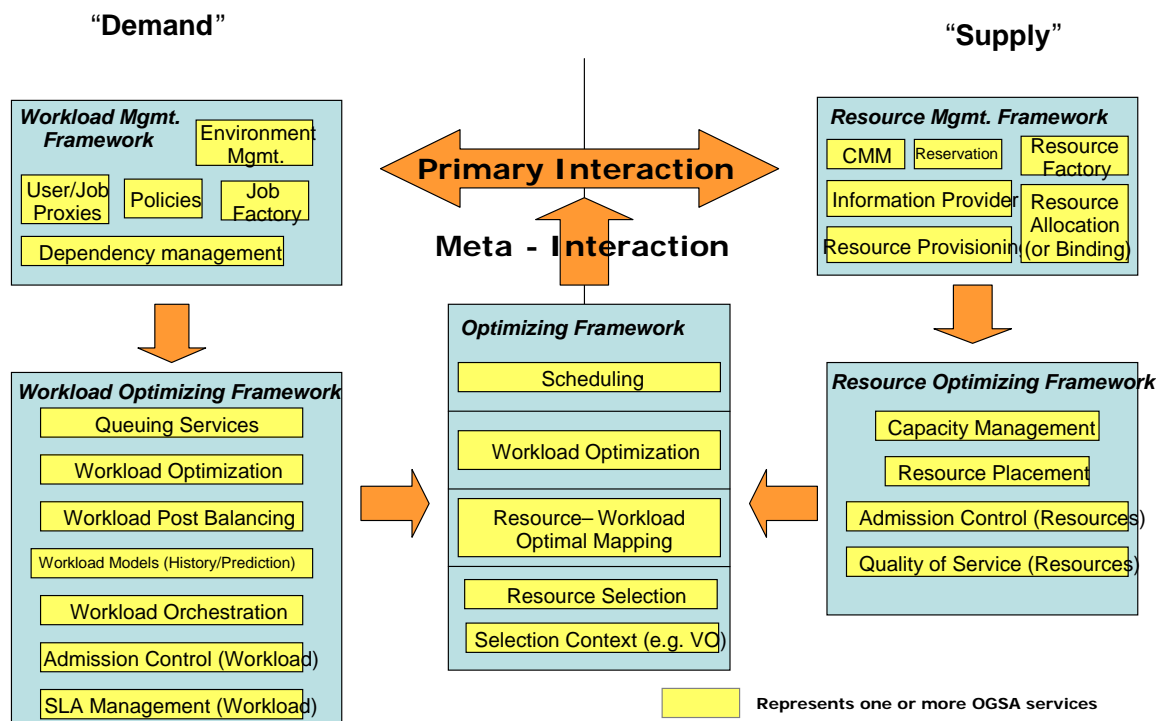 “Demand”
“Supply”
Workload Mgmt.
Framework
Environment
Mgmt.
User/Job
Proxies
Policies
Job
Factory
Dependency management
Primary Interaction
Meta - Interaction
Resource Mgmt. Framework
CMM
Reservation
Resource
Factory
Information Provider
Resource
Allocation
(or Binding)
Resource Provisioning
Workload Optimizing Framework
Queuing Services
Workload Optimization
Workload Post Balancing
Workload Models (History/Prediction)
Workload Orchestration
Admission Control (Workload)
SLA Management (Workload)
Optimizing Framework
Scheduling
Workload Optimization
Resource– Workload
Optimal Mapping
Resource Selection
Selection Context (e.g. VO)
Resource Optimizing Framework
Capacity Management
Resource Placement
Admission Control (Resources)
Quality of Service (Resources)
Represents one or more OGSA services